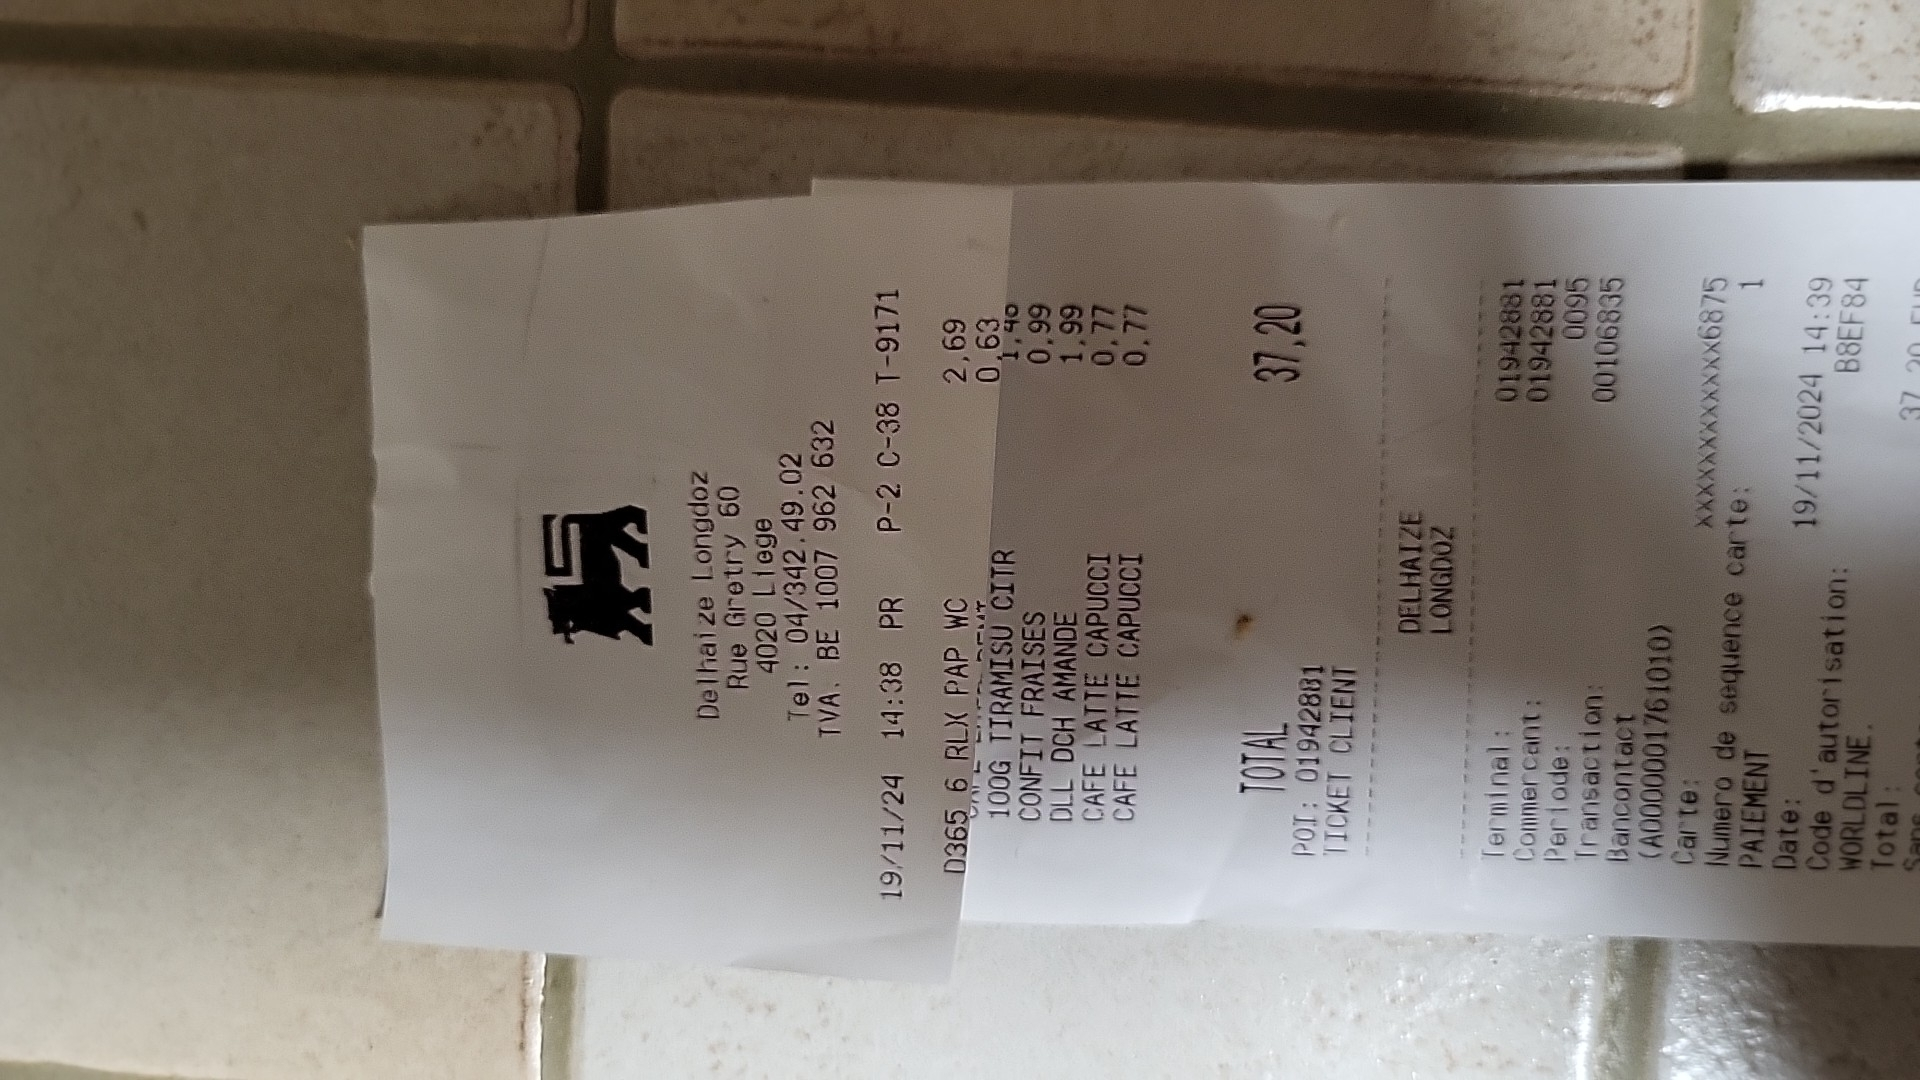 Delhaize Longdoz
Rue Gretry 60
4020 Liege
Tel : 04/342.49.02
TVA. BE 1007 962 632
19/11/24 14:38 PR P-2 C-38 T-9171
D365 6 RLX PAP WC 2,69
0,63
100G TIRAMISU CITR
CONFIT FRAISES 0,99
DLL DCH AMANDE 1,99
CAFE LATTE CAPUCCI 0,77
CAFE LATTE CAPUCCI 0,77
TOTAL 37,20
POI: 01942881
TICKET CLIENT
DELHAIZE
LONGDOZ
Terminal: 01942881
Commercant: 01942881
Periode: 0095
Transaction: 00106835
Bancontact
(A0000001761010)
Carte: XXXXXXXXXXXXX6875
Numero de sequence carte: 1
PAIEMENT
Date: 19/11/2024 14:39
Code d'autorisation: B8EF84
WORLDLINE.
Total: 37,20 EUR